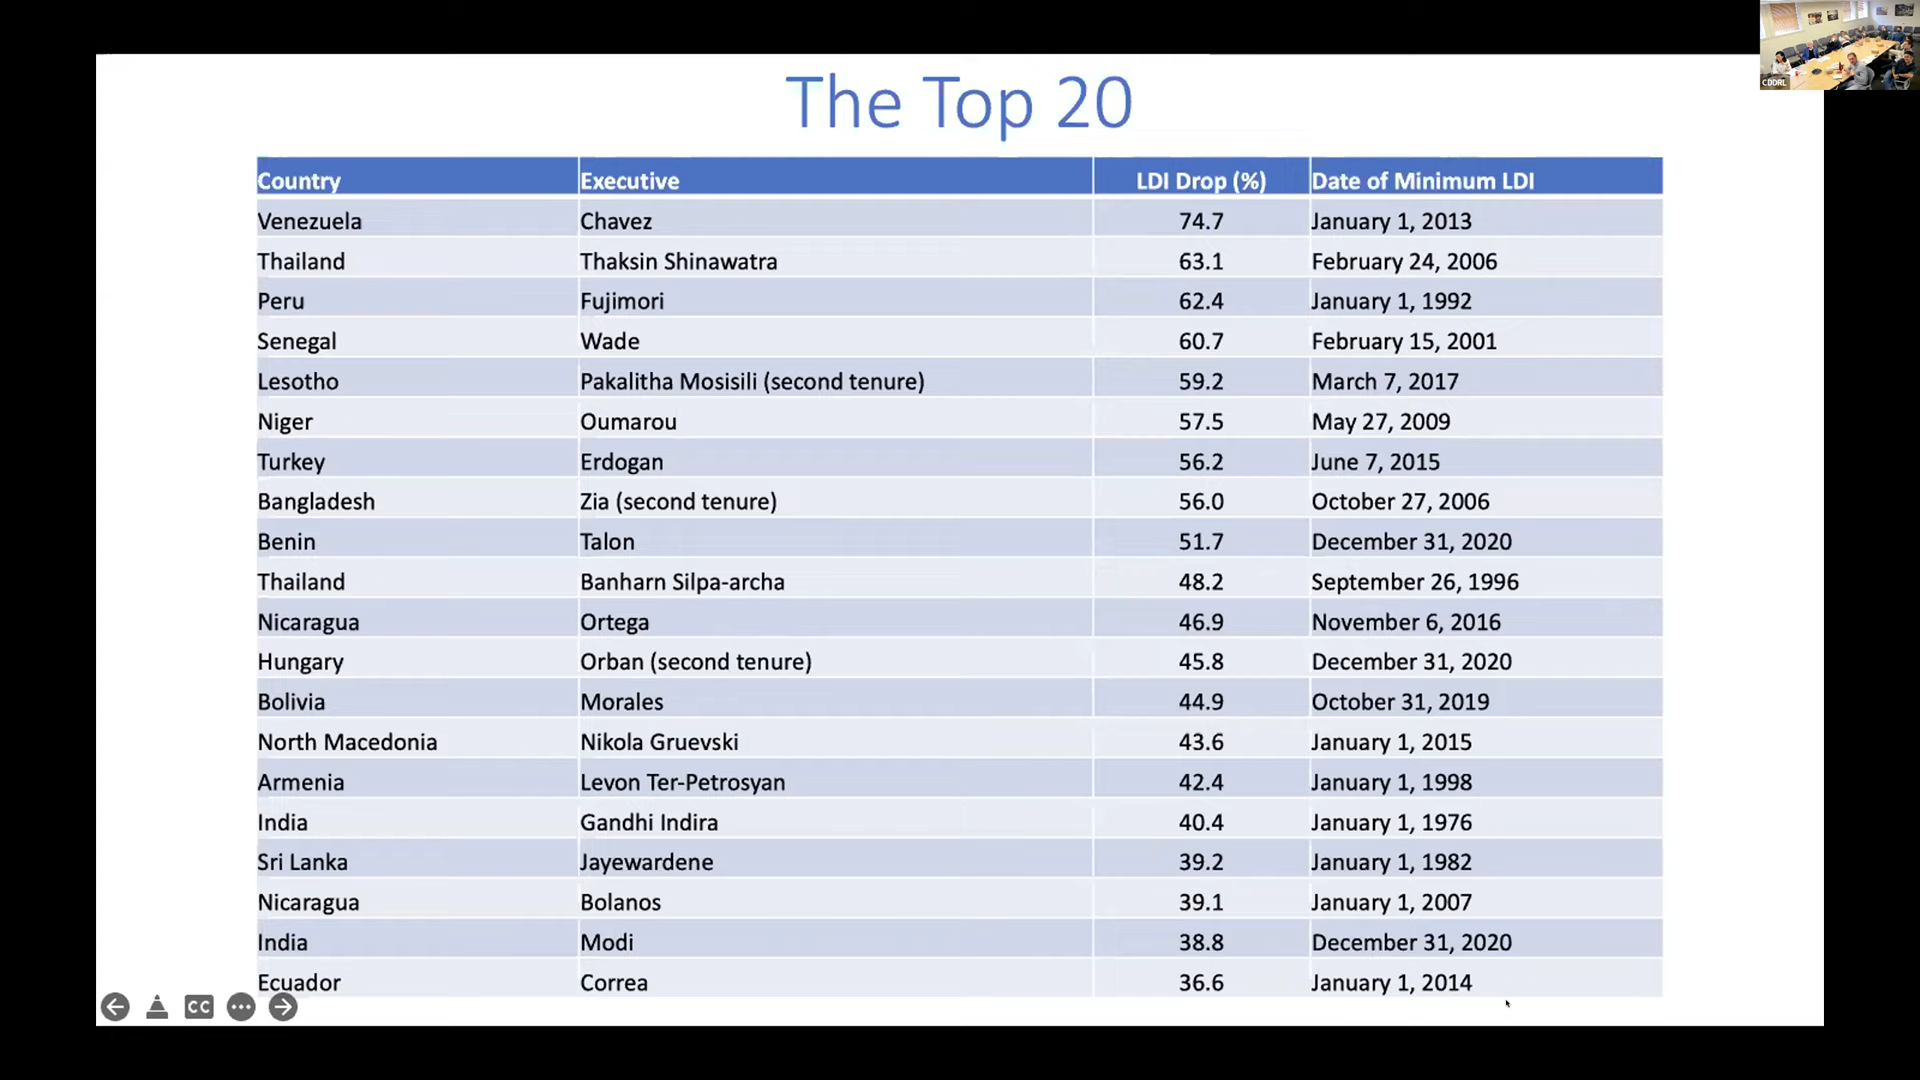 The Top 20
CDDRL
Country Executive LDI Drop (%) Date of Minimum LDI
Venezuela Chavez 74.7 January 1, 2013
Thailand Thaksin Shinawatra 63.1 February 24, 2006
Peru Fujimori 62.4 January 1, 1992
Senegal Wade 60.7 February 15, 2001
Lesotho Pakalitha Mosisili (second tenure) 59.2 March 7, 2017
Niger Oumarou 57.5 May 27, 2009
Turkey Erdogan 56.2 June 7, 2015
Bangladesh Zia (second tenure) 56.0 October 27, 2006
Benin Talon 51.7 December 31, 2020
Thailand Banharn Silpa-archa 48.2 September 26, 1996
Nicaragua Ortega 46.9 November 6, 2016
Hungary Orban (second tenure) 45.8 December 31, 2020
Bolivia Morales 44.9 October 31, 2019
North Macedonia Nikola Gruevski 43.6 January 1, 2015
Armenia Levon Ter-Petrosyan 42.4 January 1, 1998
India Gandhi Indira 40.4 January 1, 1976
Sri Lanka Jayewardene 39.2 January 1, 1982
Nicaragua Bolanos 39.1 January 1, 2007
India Modi 38.8 December 31, 2020
Ecuador Correa 36.6 January 1, 2014
CC